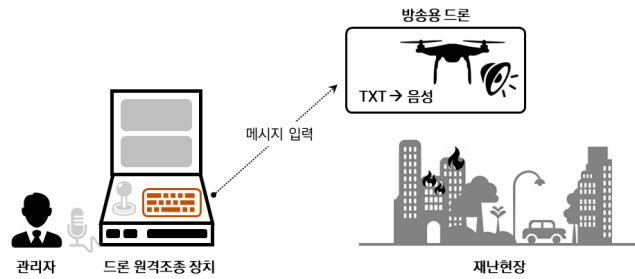 방송용 드론
TXT → 음성
메시지 입력
관리자
드론 원격조종 장치
재난현장